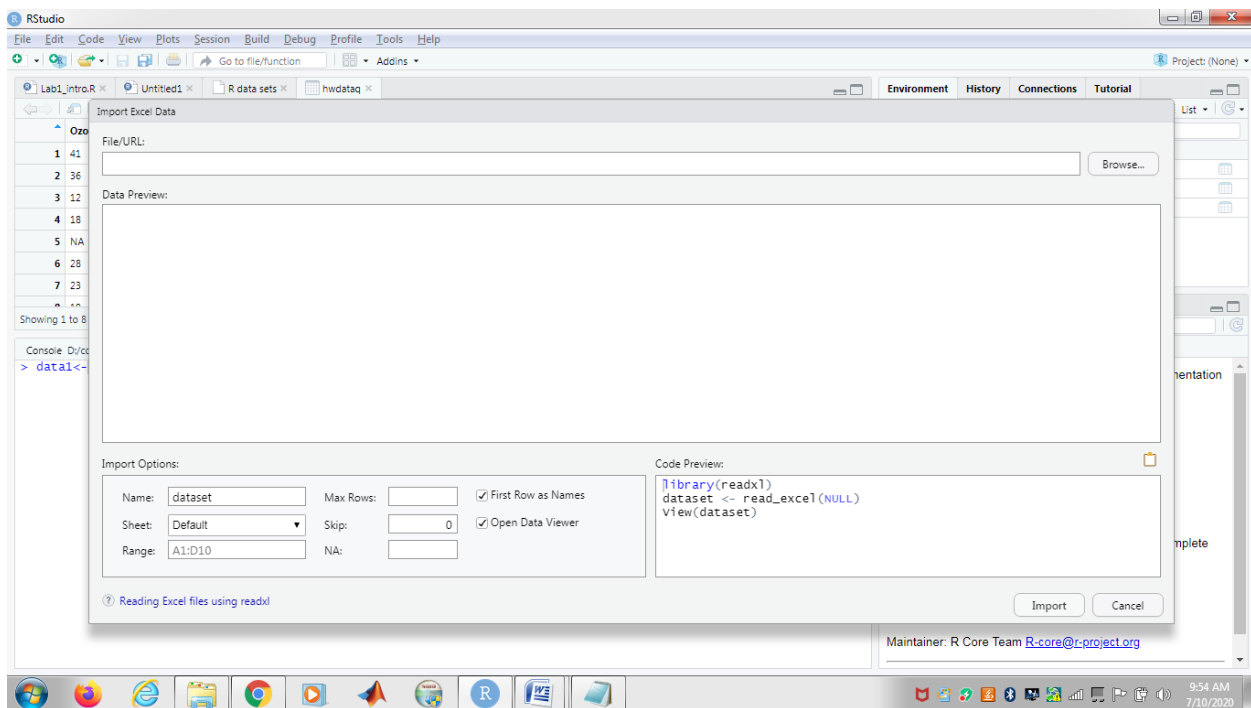 RStudio
File Edit Code View Plots Session Build Debug Profile Tools Help
Go to file/function Addins Project: (None)
Lab1_intro.R Untitled1 R data sets hwdataq
Environment History Connections Tutorial
List
Import Excel Data
Ozo
File/URL:
1 41
Browse...
2 36
3 12
Data Preview:
4 18
5 NA
6 28
7 23
Showing 1 to 8
Console D:/co
> data1<-
mentation
Import Options:
Name: dataset
Max Rows:
First Row as Names
Sheet: Default
Skip: 0
Open Data Viewer
Range: A1:D10
NA:
Code Preview:
library(readxl)
dataset <- read_excel(NULL)
View(dataset)
mplete
Reading Excel files using readxl
Import
Cancel
Maintainer: R Core Team R-core@r-project.org
9:54 AM
7/10/2020